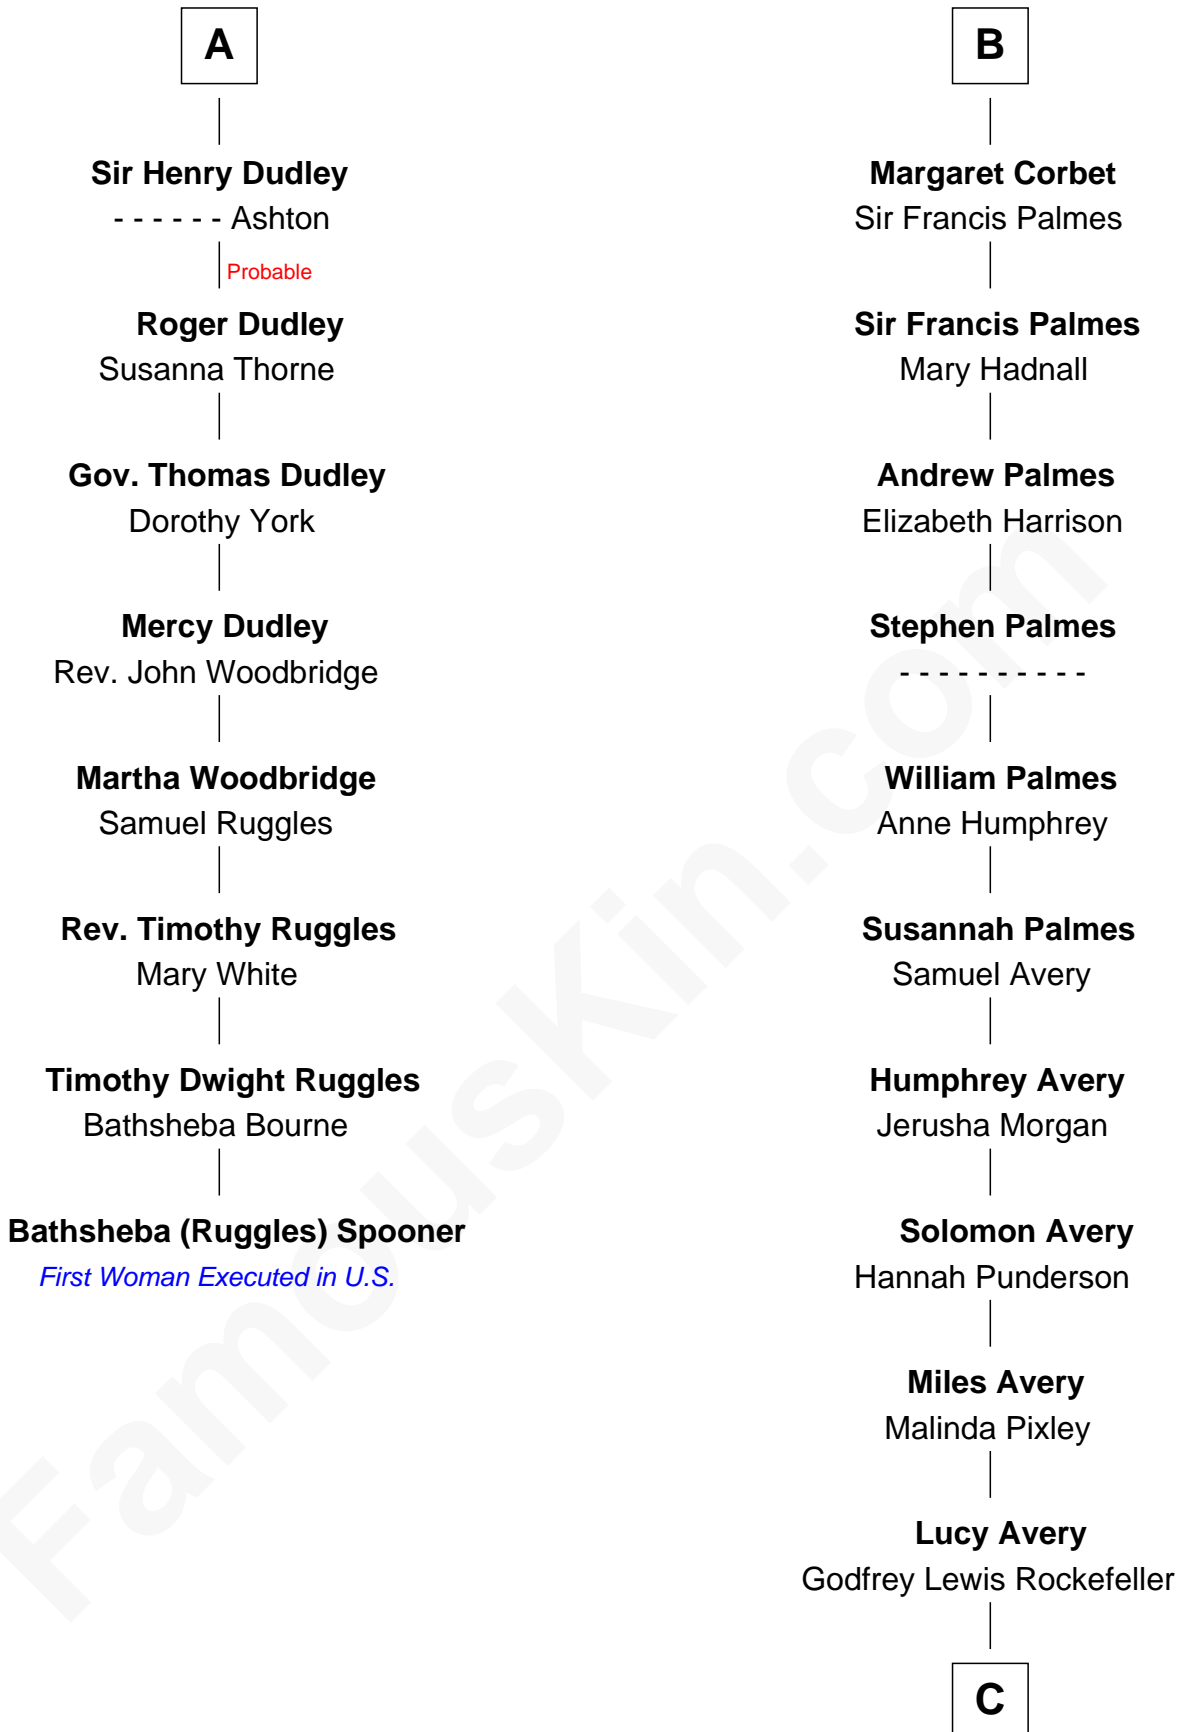 A
Sir Henry Dudley
- - - - - - Ashton
Probable
Roger Dudley
Susanna Thorne
Gov. Thomas Dudley
Dorothy York
Mercy Dudley
Rev. John Woodbridge
Martha Woodbridge
Samuel Ruggles
Rev. Timothy Ruggles
Mary White
Timothy Dwight Ruggles
Bathsheba Bourne
Bathsheba (Ruggles) Spooner
First Woman Executed in U.S.
B
Margaret Corbet
Sir Francis Palmes
Sir Francis Palmes
Mary Hadnall
Andrew Palmes
Elizabeth Harrison
Stephen Palmes
- - - - - - - - - -
William Palmes
Anne Humphrey
Susannah Palmes
Samuel Avery
Humphrey Avery
Jerusha Morgan
Solomon Avery
Hannah Punderson
Miles Avery
Malinda Pixley
Lucy Avery
Godfrey Lewis Rockefeller
C
FamousKin.com